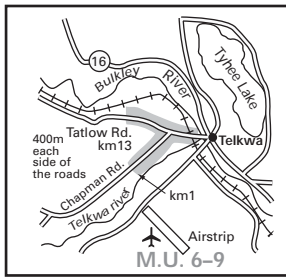 16
Bulkley
River
Tyhee Lake
Tatlow Rd.
km13
Telkwa
400m
each
side of
the roads
Chapman Rd.
Telkwa river
km1
Airstrip
M.U. 6–9